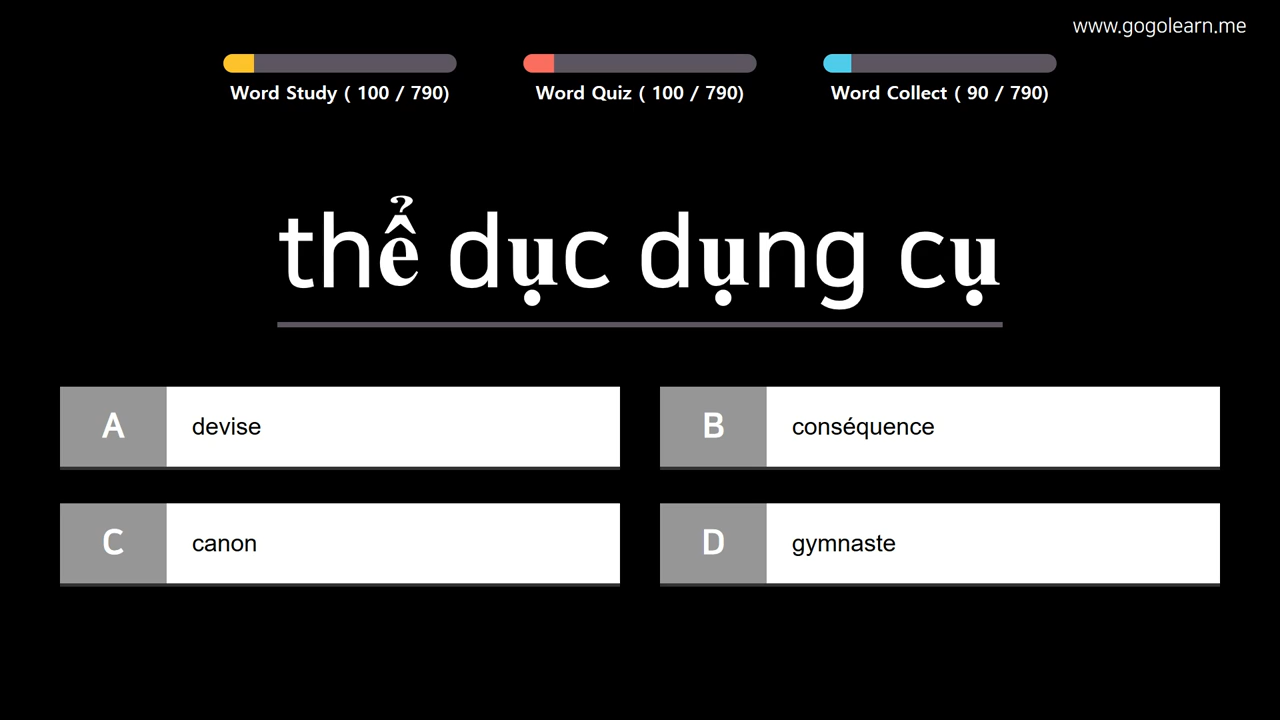 www.gogolearn.me
Word Study ( 100 / 790)
Word Quiz ( 100 / 790)
Word Collect ( 90 / 790)
thể dục dụng cụ
A devise
B conséquence
C canon
D gymnaste